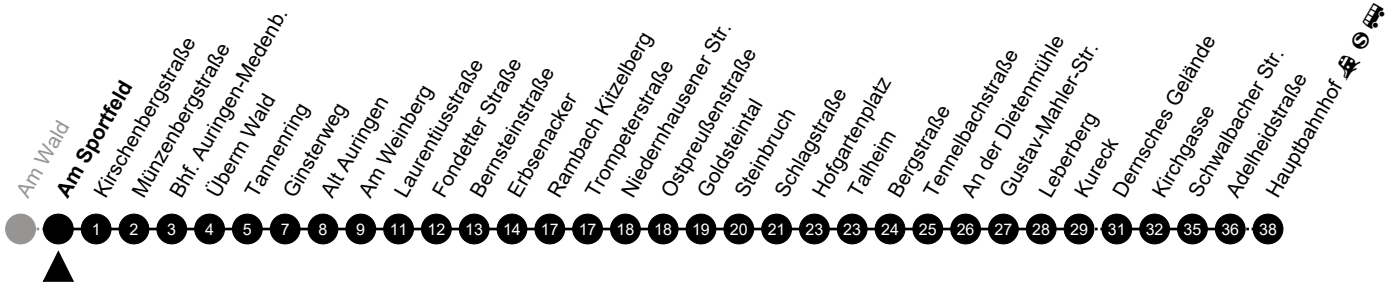 Am Wald
Am Sportfeld
Kirschenbergstraße
Münzenbergstraße
Bhf. Auringen-Medenb.
Überm Wald
Tannenring
Ginsterweg
Alt Auringen
Am Weinberg
Laurentiusstraße
Fondetter Straße
Bernsteinstraße
Erbsenacker
Rambach Kitzelberg
Trompeterstraße
Niedernhausener Str.
Ostpreußenstraße
Goldsteintal
Steinbruch
Schlagstraße
Hofgartenplatz
Talheim
Bergstraße
Tennelbachstraße
An der Dietenmühle
Gustav-Mahler-Str.
Leberberg
Kureck
Dernsches Gelände
Kirchgasse
Schwalbacher Str.
Adelheidstraße
Hauptbahnhof S
1 2 3 4 5 7 8 9 11 12 13 14 17 17 18 18 19 20 21 23 23 24 25 26 27 28 29 31 32 35 36 38